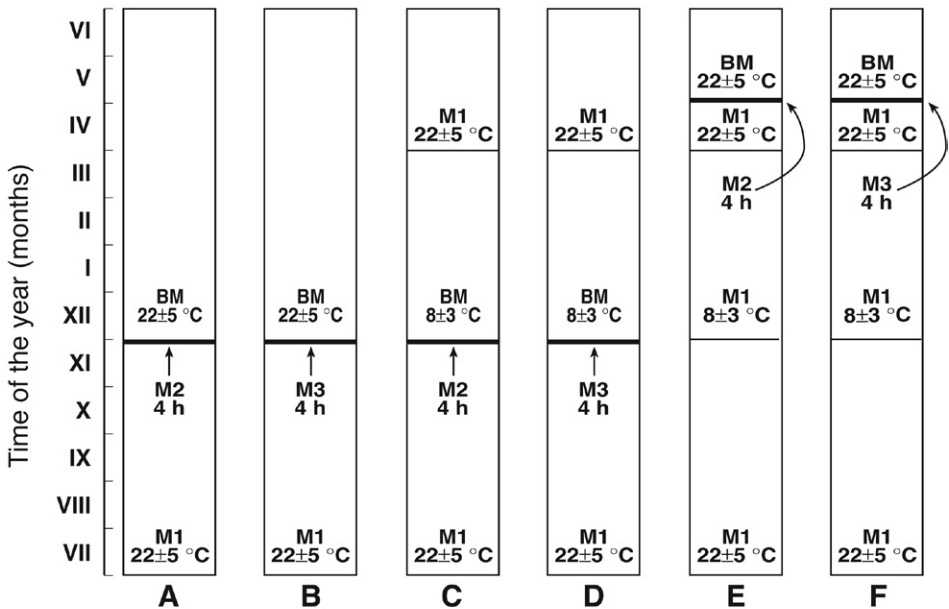 Time of the year (months)
VI
V
IV
III
II
I
XII
XI
X
IX
VIII
VII
BM
22±5 °C
M2
4 h
M1
22±5 °C
A
BM
22±5 °C
M3
4 h
M1
22±5 °C
B
M1
22±5 °C
BM
8±3 °C
M2
4 h
M1
22±5 °C
C
M1
22±5 °C
BM
8±3 °C
M3
4 h
M1
22±5 °C
D
BM
22±5 °C
M1
22±5 °C
M2
4 h
M1
8±3 °C
M1
22±5 °C
E
BM
22±5 °C
M1
22±5 °C
M3
4 h
M1
8±3 °C
M1
22±5 °C
F